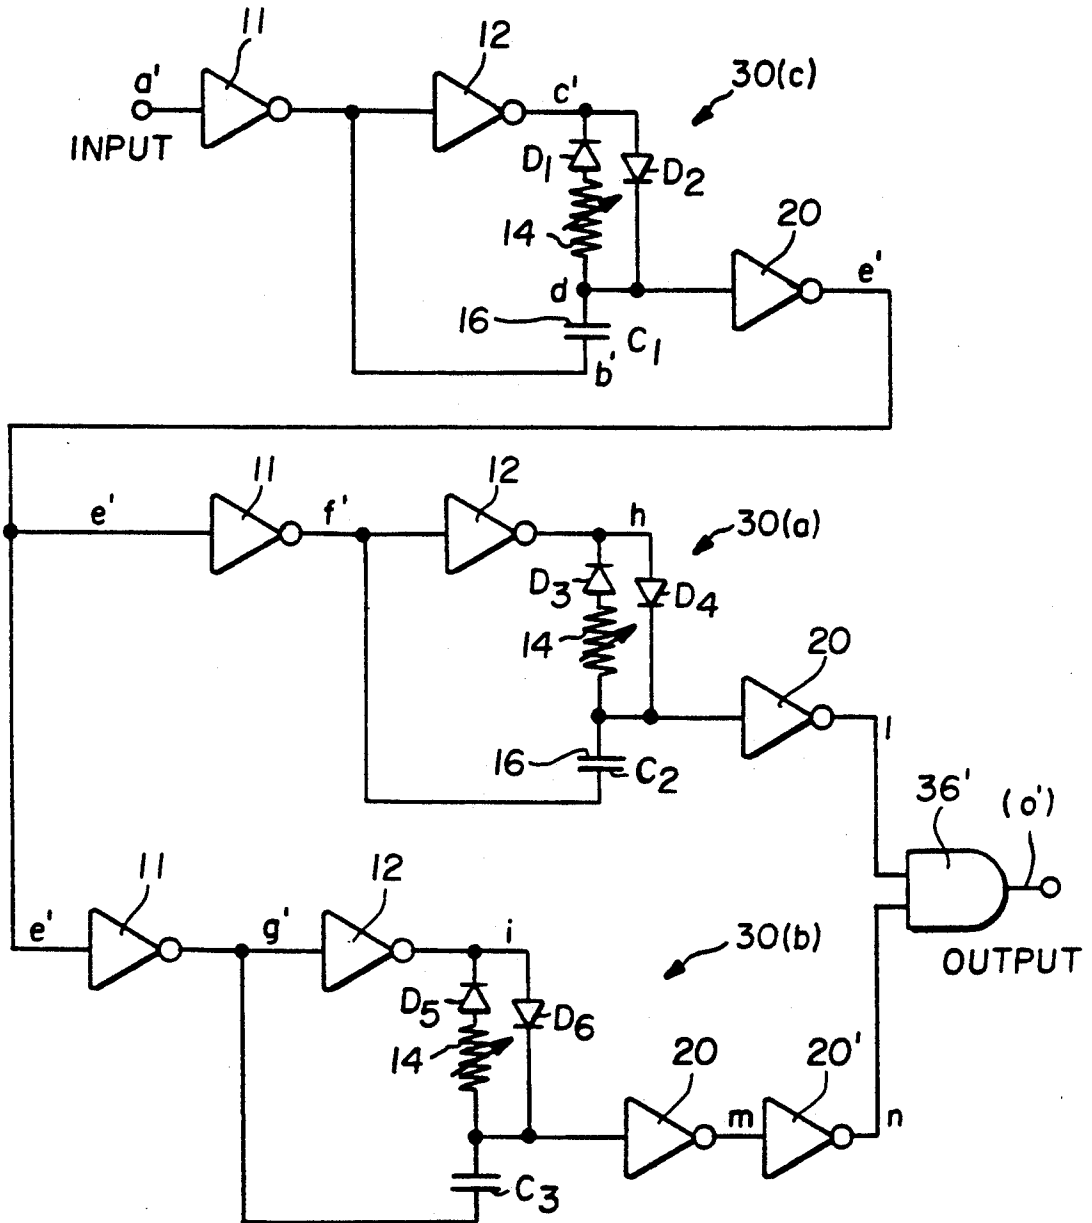 11
12
a'
c'
30(c)
INPUT
D1
D2
14
20
e'
d
16
C1
b'
11
12
e'
f'
h
30(a)
D3
D4
14
20
l
16
C2
36'
(o')
11
12
e'
g'
i
30(b)
OUTPUT
D5
D6
14
20
20'
m
n
C3